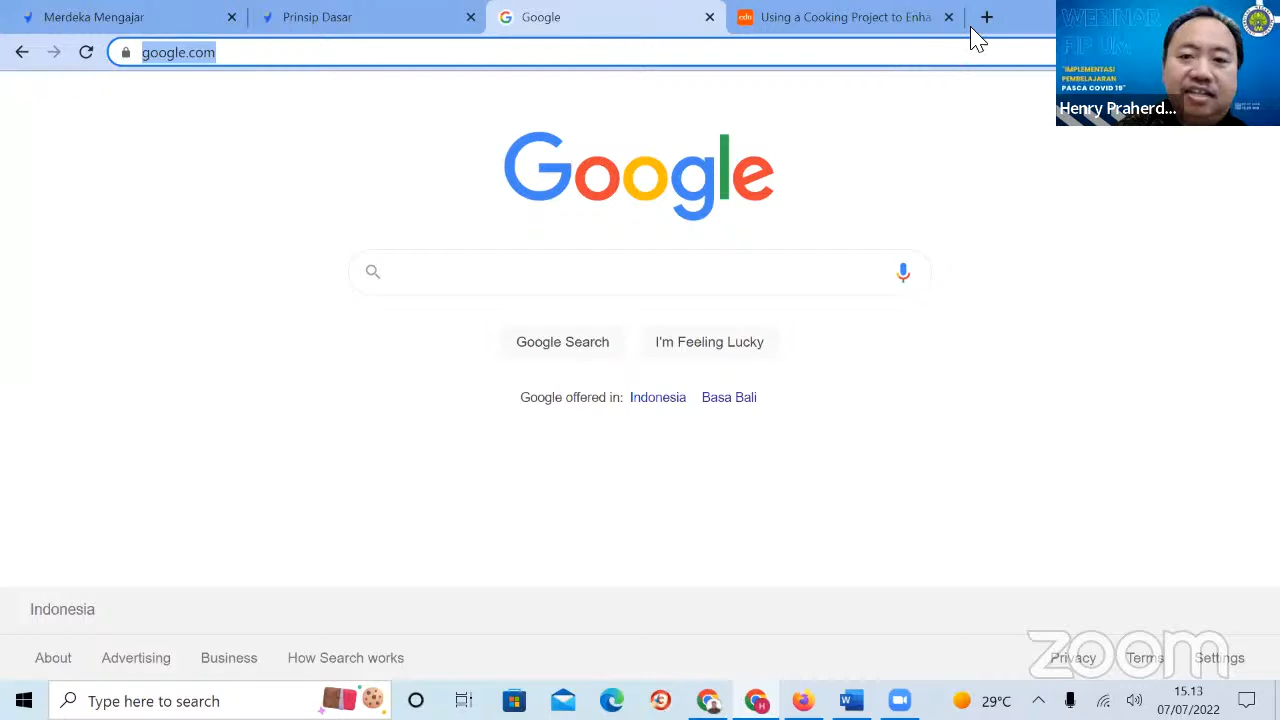 Merdeka Mengajar
Prinsip Dasar
Google
edu
Using a Cooking Project to Enha
google.com
WEBINAR
FIP UM
"IMPLEMENTASI
PEMBELAJARAN
PASCA COVID 19"
Henry Praherd...
Google
Google Search
I'm Feeling Lucky
Google offered in: Indonesia Basa Bali
Indonesia
About Advertising Business How Search works
Privacy Terms Settings
zoom
Type here to search
29°C
15.13
07/07/2022